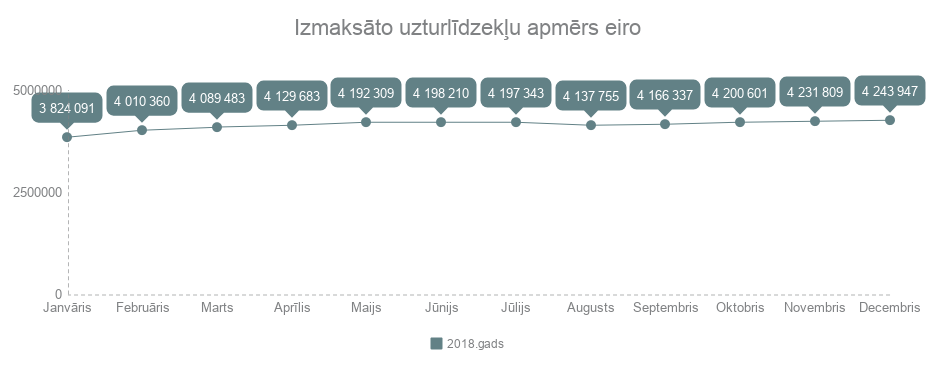 Izmaksāto uzturlīdzekļu apmērs eiro
5000000
3 824 091
4 010 360
4 089 483
4 129 683
4 192 309
4 198 210
4 197 343
4 137 755
4 166 337
4 200 601
4 231 809
4 243 947
2500000
0
Janvāris Februāris Marts Aprīlis Maijs Jūnijs Jūlijs Augusts Septembris Oktobris Novembris Decembris
2018.gads